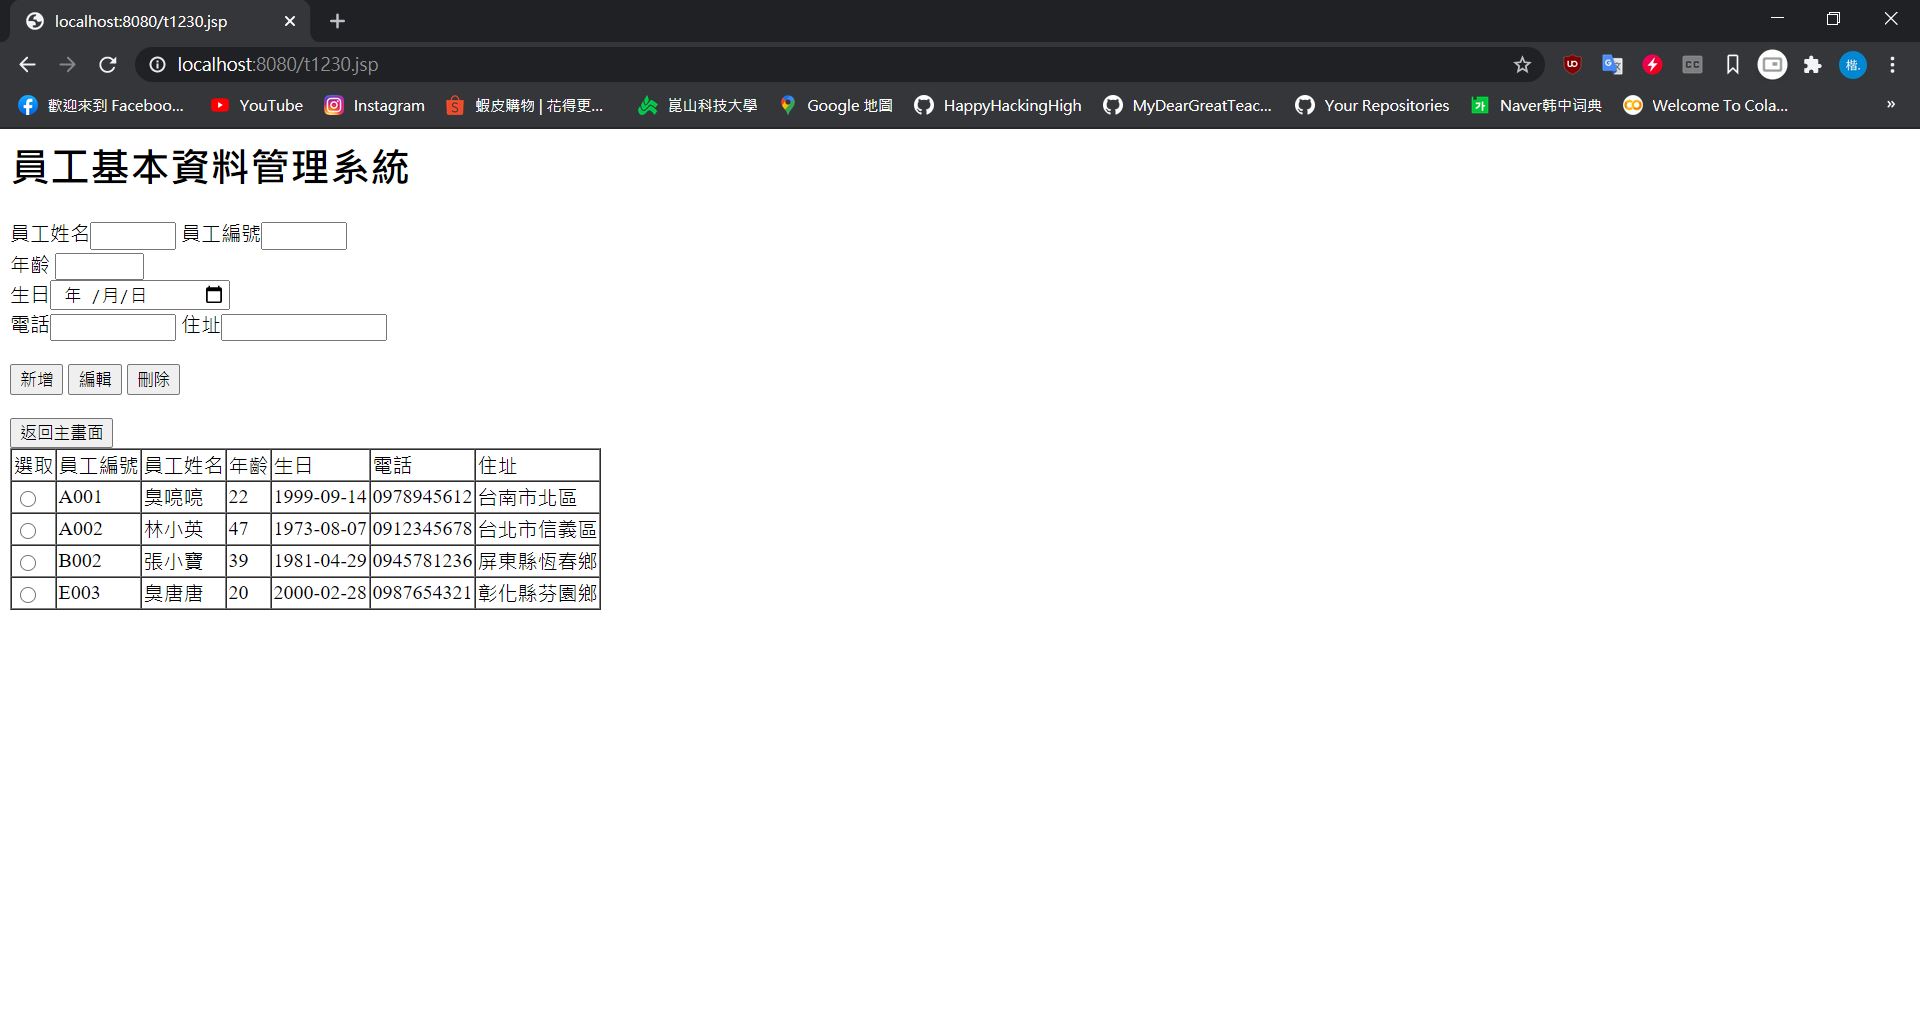 localhost:8080/t1230.jsp
localhost:8080/t1230.jsp
歡迎來到 Faceboo... YouTube Instagram 蝦皮購物 | 花得更... 崑山科技大學 Google 地圖 HappyHackingHigh MyDearGreatTeac... Your Repositories Naver韩中词典 Welcome To Cola... »
員工基本資料管理系統
員工姓名 員工編號
年齡
生日 年 /月/日
電話 住址
新增 編輯 刪除
返回主畫面
選取 員工編號 員工姓名 年齡 生日 電話 住址
A001 臭喨喨 22 1999-09-14 0978945612 台南市北區
A002 林小英 47 1973-08-07 0912345678 台北市信義區
B002 張小寶 39 1981-04-29 0945781236 屏東縣恆春鄉
E003 臭唐唐 20 2000-02-28 0987654321 彰化縣芬園鄉